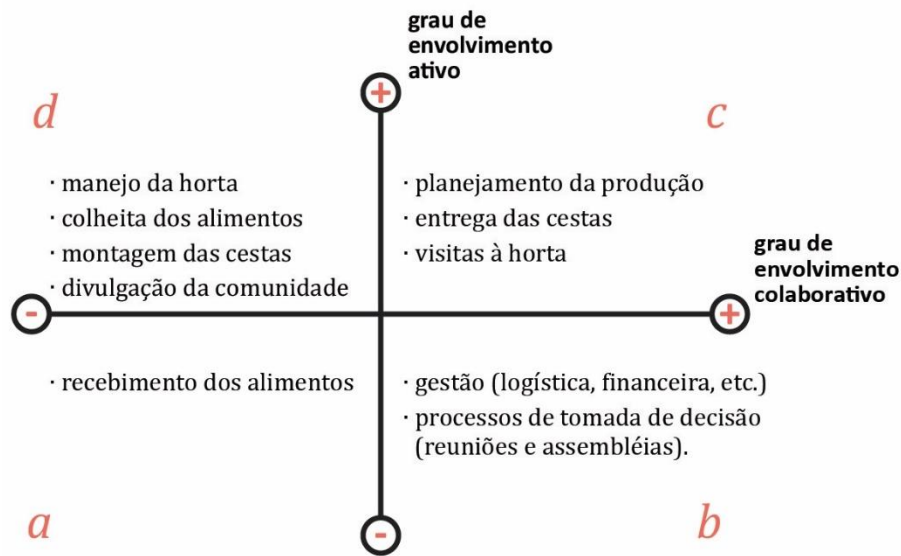 grau de
envolvimento
ativo
+
d
c
· manejo da horta
· colheita dos alimentos
· montagem das cestas
· divulgação da comunidade
· planejamento da produção
· entrega das cestas
· visitas à horta
grau de
envolvimento
colaborativo
-
+
· recebimento dos alimentos
· gestão (logística, financeira, etc.)
· processos de tomada de decisão
(reuniões e assembléias).
a
b
-